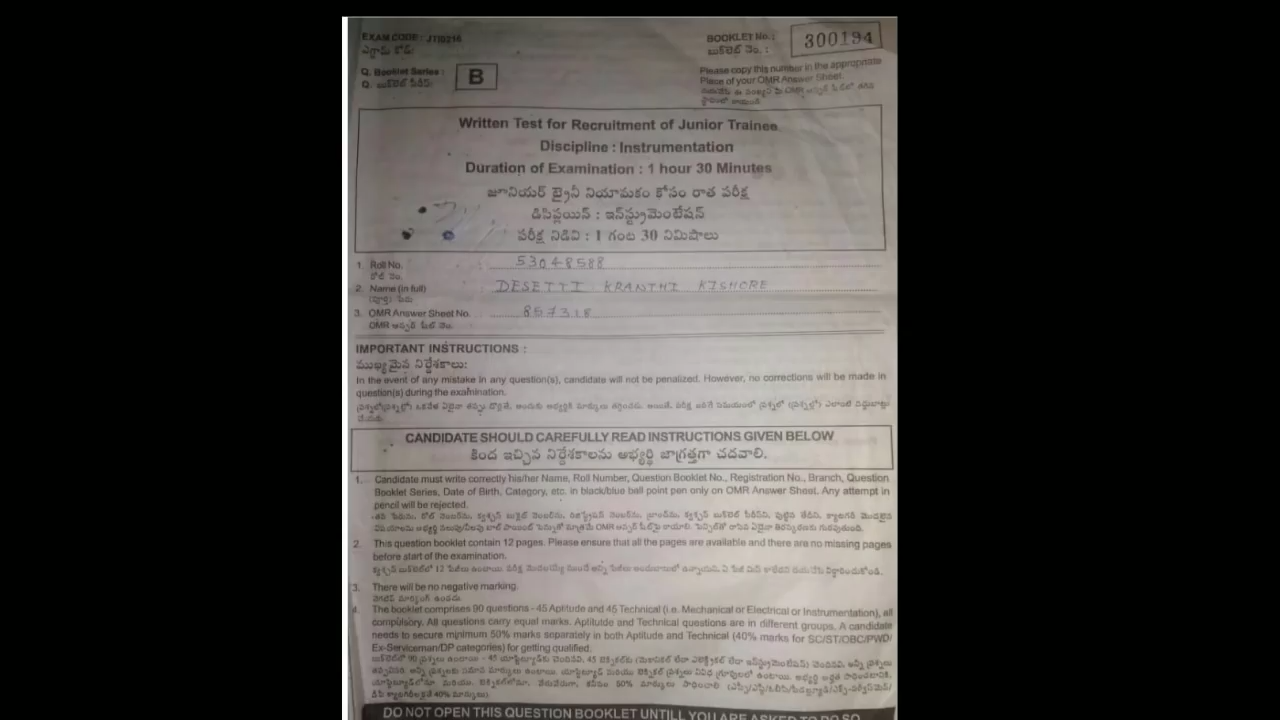 EXAM CODE : JTI0216
ఎగ్జామ్ కోడ్:
BOOKLET No. :
బుక్‌లెట్ నెం. :
300194
Q. Booklet Series :
Q. బుక్‌లెట్ సీరీస్:
B
Please copy this number in the appropriate
Place of your OMR Answer Sheet.
Written Test for Recruitment of Junior Trainee
Discipline : Instrumentation
Duration of Examination : 1 hour 30 Minutes
జూనియర్ ట్రైనీ నియామకం కోసం రాత పరీక్ష
డిసిప్లయిన్ : ఇన్‌స్ట్రుమెంటేషన్
పరీక్ష నిడివి : 1 గంట 30 నిమిషాలు
1. Roll No. 53048588
రోల్ నెం.
2. Name (in full) DESETTI KRANTHI KISHORE
(పూర్తి) పేరు
3. OMR Answer Sheet No. 857318
OMR ఆన్సర్ షీట్ నెం.
IMPORTANT INSTRUCTIONS :
ముఖ్యమైన నిర్దేశకాలు:
In the event of any mistake in any question(s), candidate will not be penalized. However, no corrections will be made in
question(s) during the examination.
CANDIDATE SHOULD CAREFULLY READ INSTRUCTIONS GIVEN BELOW
కింద ఇచ్చిన నిర్దేశకాలను అభ్యర్థి జాగ్రత్తగా చదవాలి.
1. Candidate must write correctly his/her Name, Roll Number, Question Booklet No., Registration No., Branch, Question
Booklet Series, Date of Birth, Category, etc. in black/blue ball point pen only on OMR Answer Sheet. Any attempt in
pencil will be rejected.
2. This question booklet contain 12 pages. Please ensure that all the pages are available and there are no missing pages
before start of the examination.
3. There will be no negative marking.
నెగటివ్ మార్కింగ్ ఉండదు.
4. The booklet comprises 90 questions - 45 Aptitude and 45 Technical (i.e. Mechanical or Electrical or Instrumentation), all
compulsory. All questions carry equal marks. Aptitude and Technical questions are in different groups. A candidate
needs to secure minimum 50% marks separately in both Aptitude and Technical (40% marks for SC/ST/OBC/PWD/
Ex-Serviceman/DP categories) for getting qualified.
DO NOT OPEN THIS QUESTION BOOKLET UNTILL YOU ARE ASKED TO DO SO